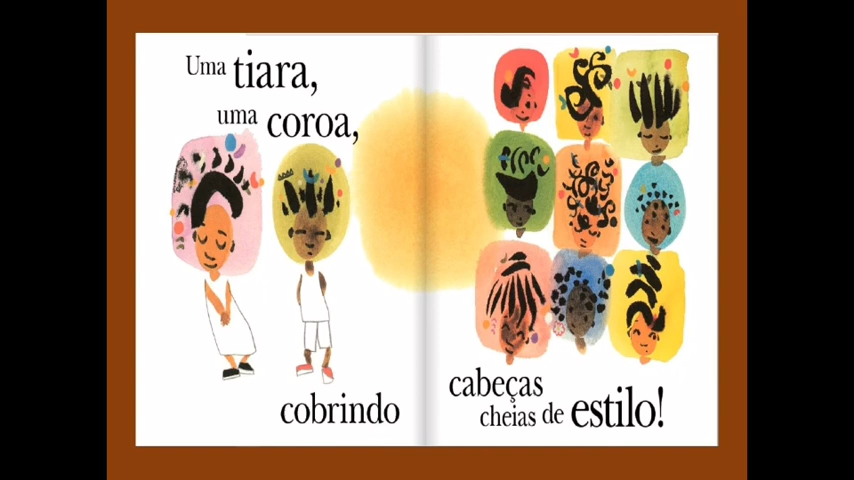 Uma tiara,
uma coroa,
cobrindo
cabeças
cheias de estilo!